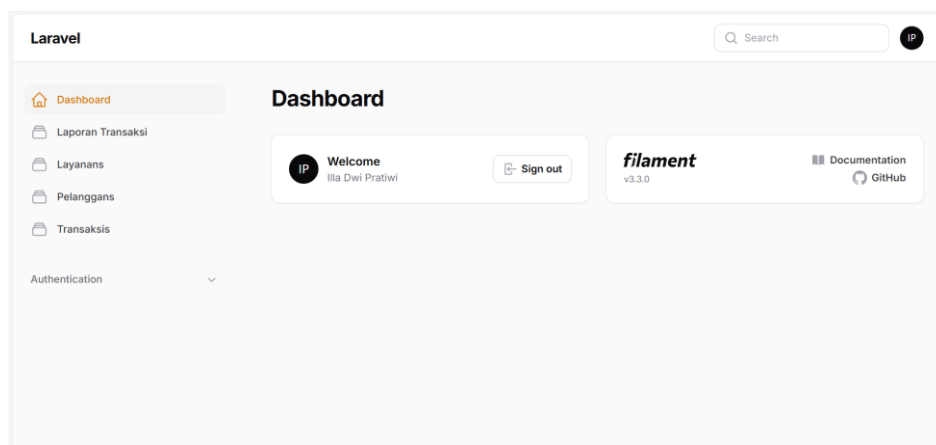 Laravel
Search
IP
Dashboard
Laporan Transaksi
Layanans
Pelanggans
Transaksis
Authentication
Dashboard
IP
Welcome
Illa Dwi Pratiwi
Sign out
filament
v3.3.0
Documentation
GitHub